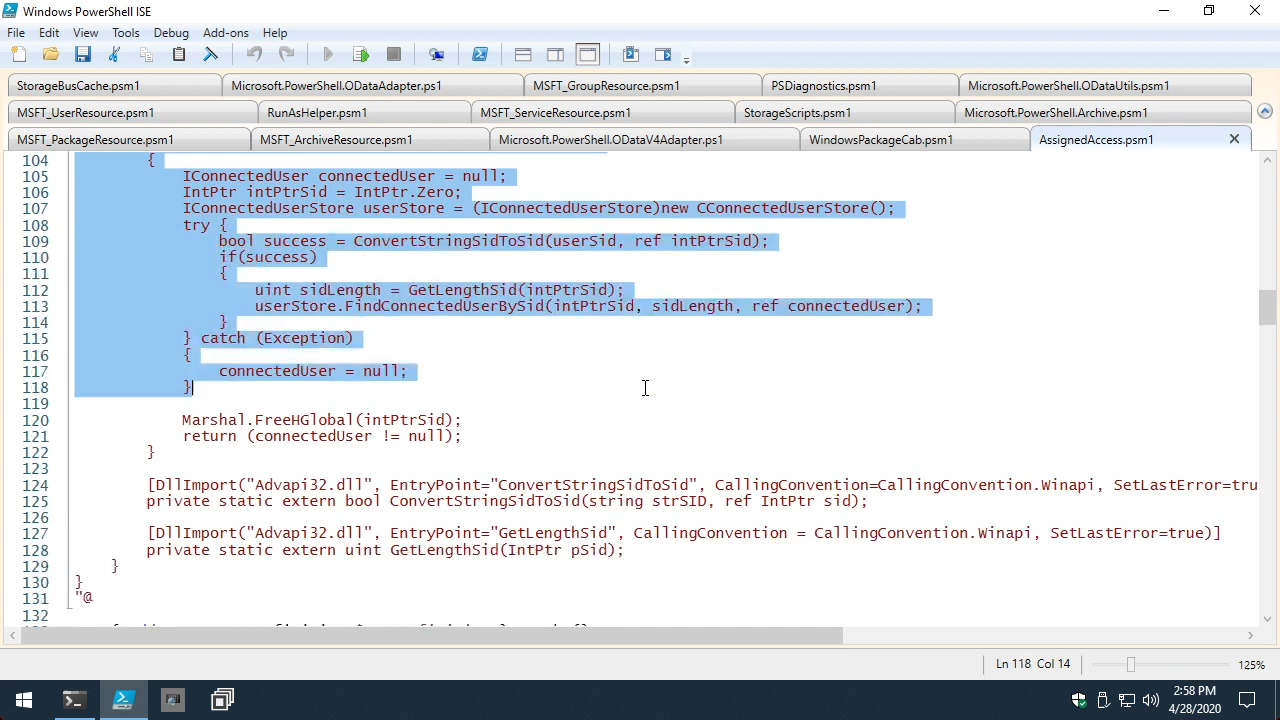 Windows PowerShell ISE
File Edit View Tools Debug Add-ons Help
StorageBusCache.psm1 Microsoft.PowerShell.ODataAdapter.ps1 MSFT_GroupResource.psm1 PSDiagnostics.psm1 Microsoft.PowerShell.ODataUtils.psm1
MSFT_UserResource.psm1 RunAsHelper.psm1 MSFT_ServiceResource.psm1 StorageScripts.psm1 Microsoft.PowerShell.Archive.psm1
MSFT_PackageResource.psm1 MSFT_ArchiveResource.psm1 Microsoft.PowerShell.ODataV4Adapter.ps1 WindowsPackageCab.psm1 AssignedAccess.psm1
104 {
105 IConnectedUser connectedUser = null;
106 IntPtr intPtrSid = IntPtr.Zero;
107 IConnectedUserStore userStore = (IConnectedUserStore)new CConnectedUserStore();
108 try {
109 bool success = ConvertStringSidToSid(userSid, ref intPtrSid);
110 if(success)
111 {
112 uint sidLength = GetLengthSid(intPtrSid);
113 userStore.FindConnectedUserBySid(intPtrSid, sidLength, ref connectedUser);
114 }
115 } catch (Exception)
116 {
117 connectedUser = null;
118 }
119
120 Marshal.FreeHGlobal(intPtrSid);
121 return (connectedUser != null);
122 }
123
124 [DllImport("Advapi32.dll", EntryPoint="ConvertStringSidToSid", CallingConvention=CallingConvention.Winapi, SetLastError=tru
125 private static extern bool ConvertStringSidToSid(string strSID, ref IntPtr sid);
126
127 [DllImport("Advapi32.dll", EntryPoint="GetLengthSid", CallingConvention = CallingConvention.Winapi, SetLastError=true)]
128 private static extern uint GetLengthSid(IntPtr pSid);
129 }
130 }
131 "@
132
Ln 118 Col 14 125%
2:58 PM
4/28/2020